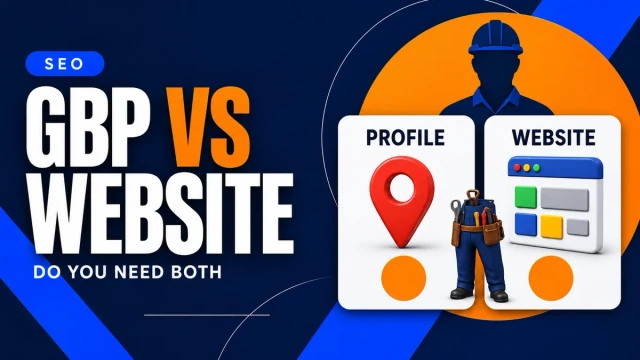 SEO
GBP VS
WEBSITE
DO YOU NEED BOTH
PROFILE
WEBSITE